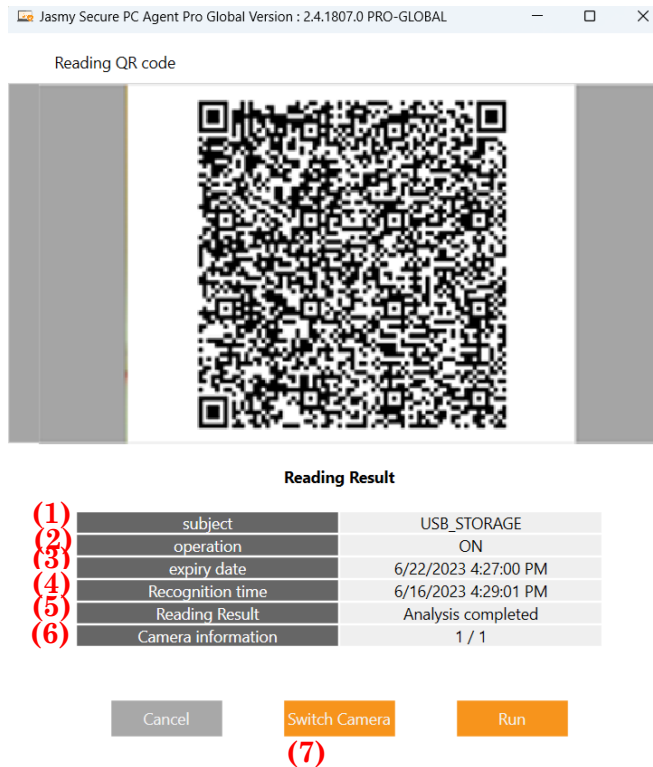 Jasmy Secure PC Agent Pro Global Version : 2.4.1807.0 PRO-GLOBAL
Reading QR code
Reading Result
(1) subject USB_STORAGE
(2) operation ON
(3) expiry date 6/22/2023 4:27:00 PM
(4) Recognition time 6/16/2023 4:29:01 PM
(5) Reading Result Analysis completed
(6) Camera information 1 / 1
Cancel Switch Camera Run
(7)